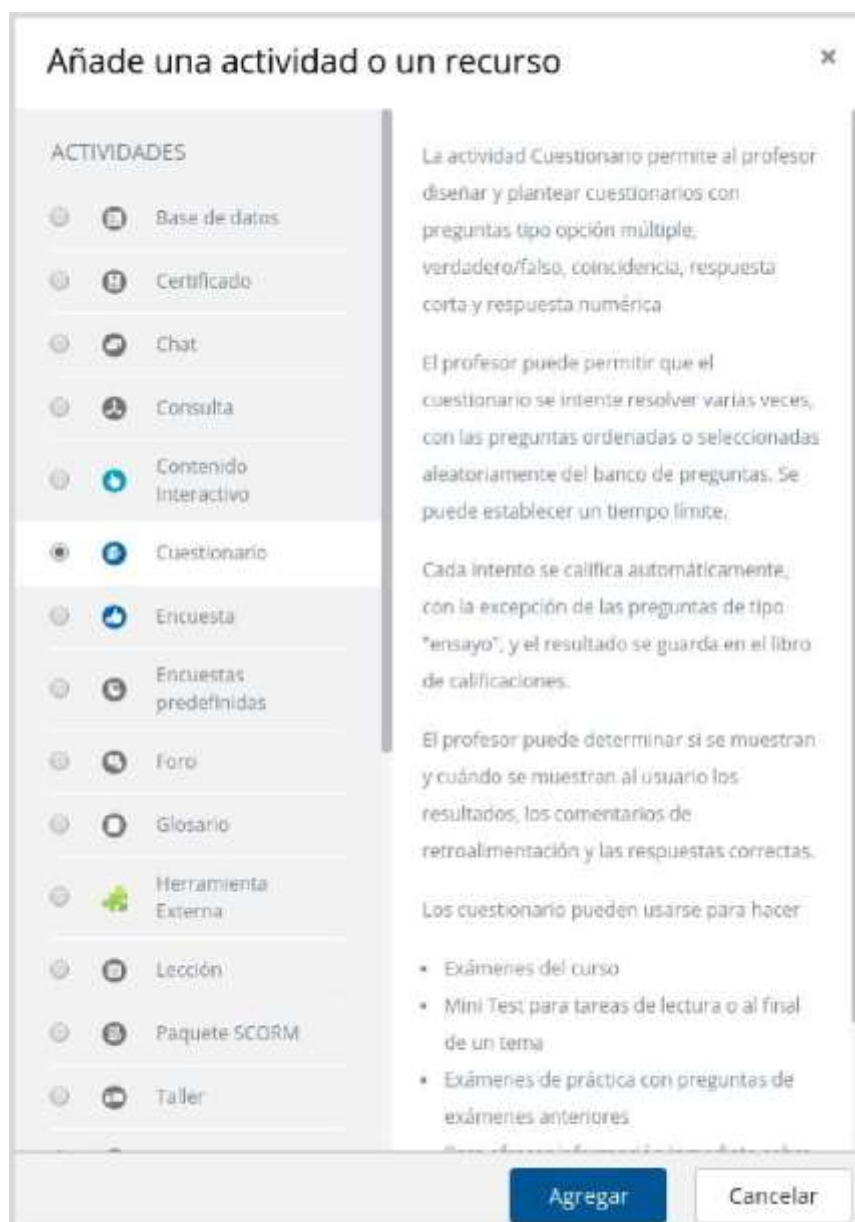 Añade una actividad o un recurso
×
ACTIVIDADES
Base de datos
Certificado
Chat
Consulta
Contenido
Interactivo
Cuestionario
Encuesta
Encuestas
predefinidas
Foro
Glosario
Herramienta
Externa
Lección
Paquete SCORM
Taller
La actividad Cuestionario permite al profesor
diseñar y plantear cuestionarios con
preguntas tipo opción múltiple,
verdadero/falso, coincidencia, respuesta
corta y respuesta numérica
El profesor puede permitir que el
cuestionario se intente resolver varias veces,
con las preguntas ordenadas o seleccionadas
aleatoriamente del banco de preguntas. Se
puede establecer un tiempo límite.
Cada intento se califica automáticamente,
con la excepción de las preguntas de tipo
"ensayo", y el resultado se guarda en el libro
de calificaciones.
El profesor puede determinar si se muestran
y cuándo se muestran al usuario los
resultados, los comentarios de
retroalimentación y las respuestas correctas.
Los cuestionario pueden usarse para hacer
• Exámenes del curso
• Mini Test para tareas de lectura o al final
de un tema
• Exámenes de práctica con preguntas de
exámenes anteriores
Agregar
Cancelar